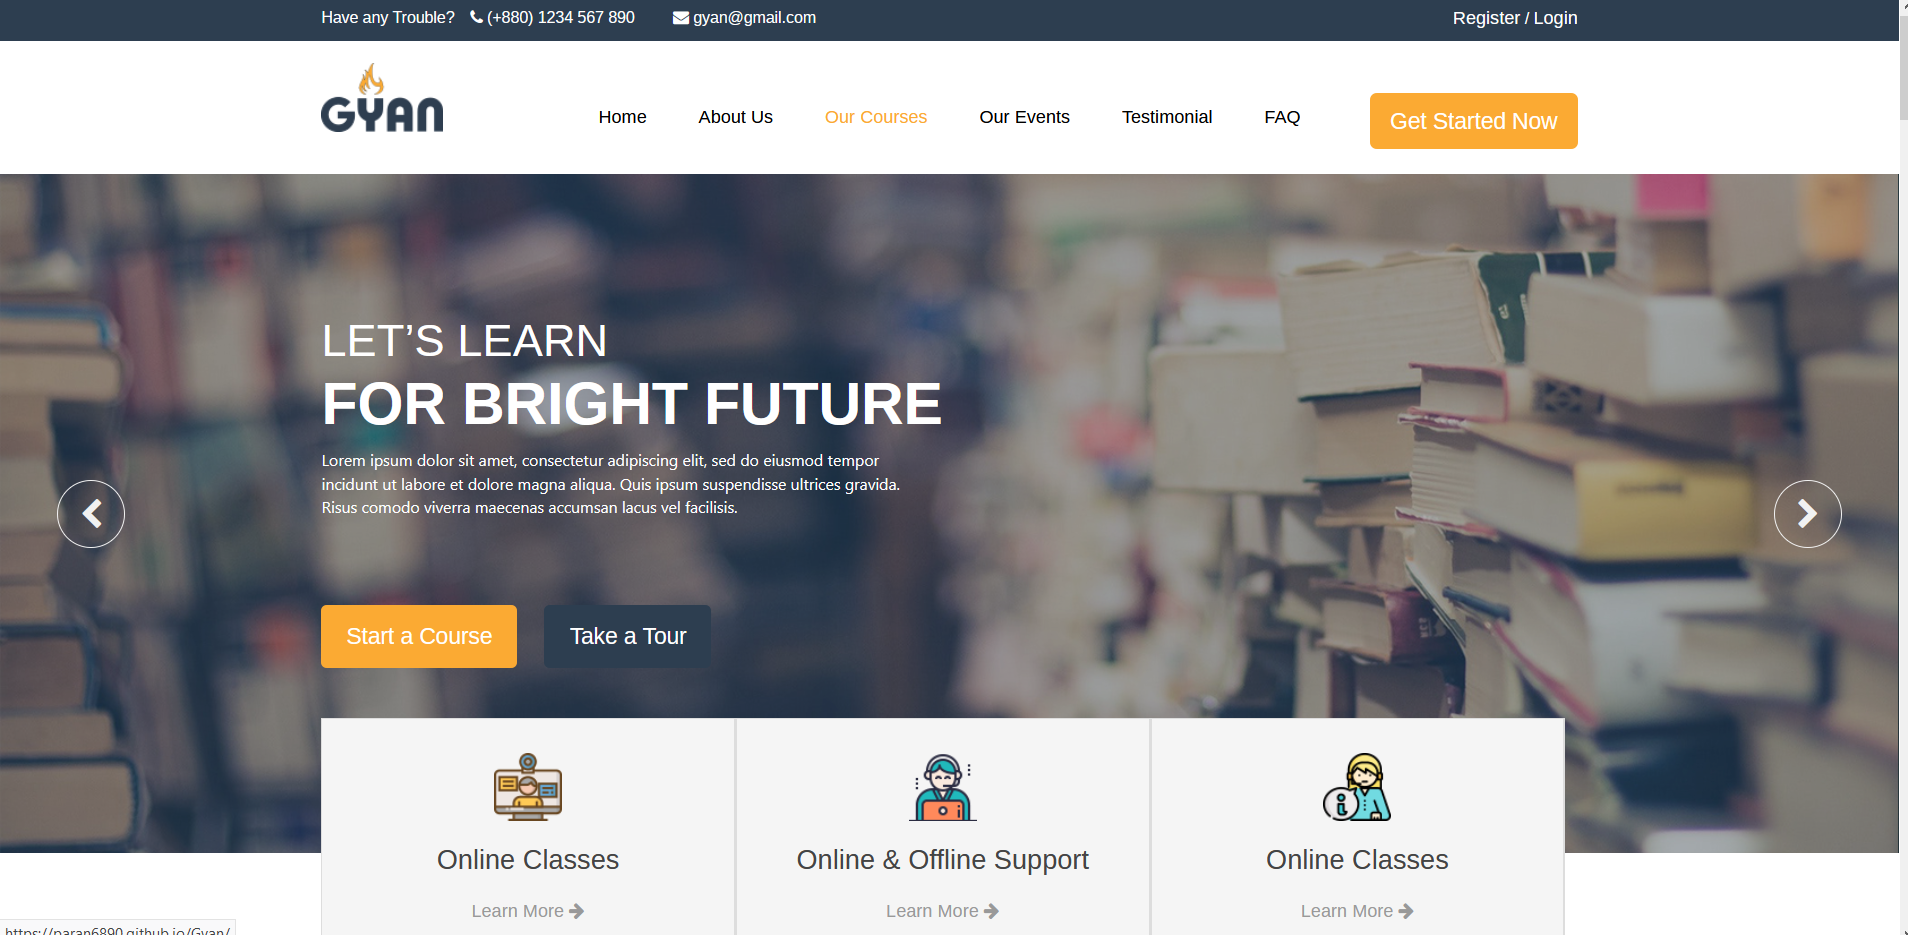 Have any Trouble? (+880) 1234 567 890 gyan@gmail.com Register / Login
GYAN
Home About Us Our Courses Our Events Testimonial FAQ Get Started Now
LET’S LEARN
FOR BRIGHT FUTURE
Lorem ipsum dolor sit amet, consectetur adipiscing elit, sed do eiusmod tempor
incidunt ut labore et dolore magna aliqua. Quis ipsum suspendisse ultrices gravida.
Risus comodo viverra maecenas accumsan lacus vel facilisis.
Start a Course Take a Tour
Online Classes Online & Offline Support Online Classes
Learn More Learn More Learn More
https://paran6890.github.io/Gyan/